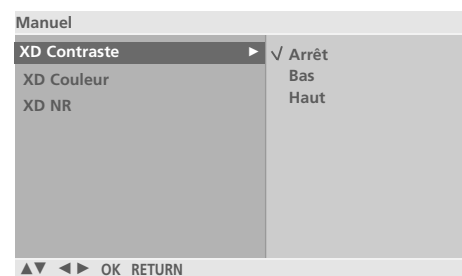 Manuel
XD Contraste ► √ Arrêt
XD Couleur Bas
XD NR Haut
▲▼ ◄► OK RETURN